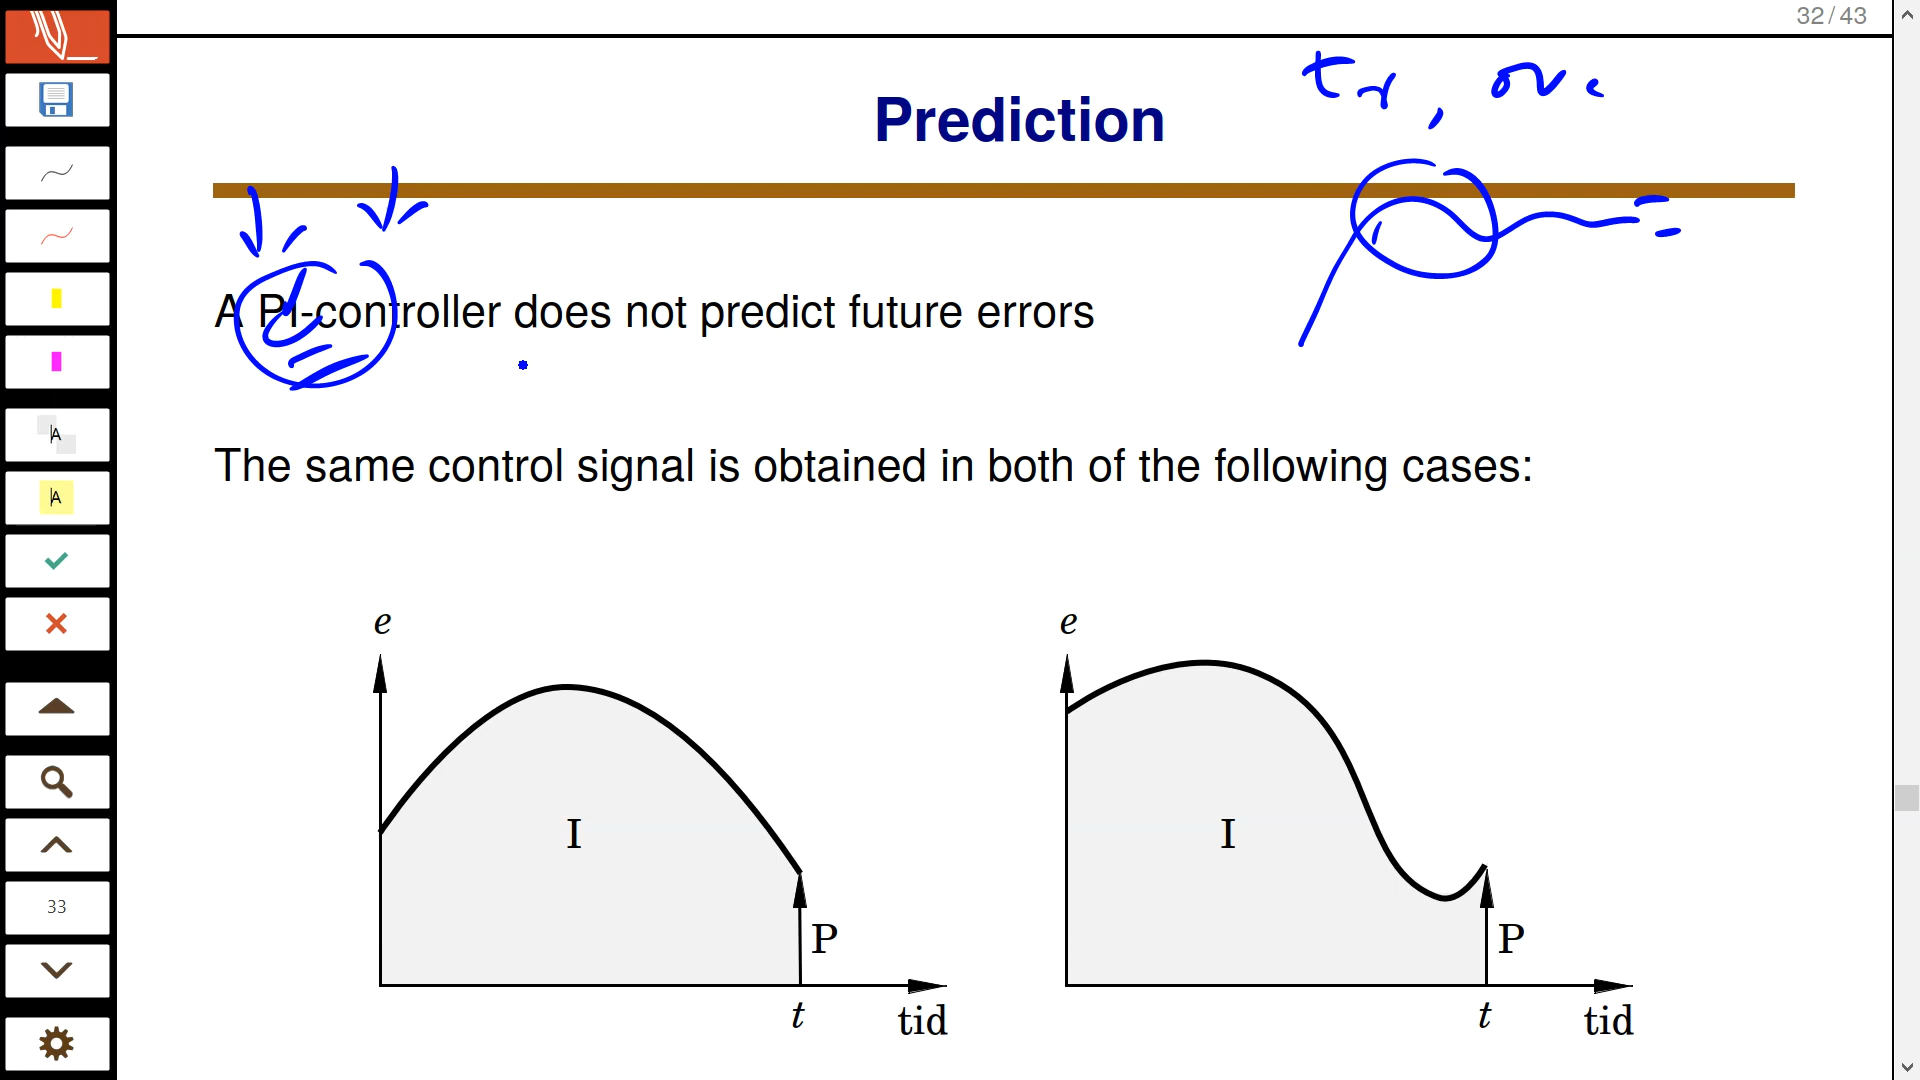 32/43
Prediction
A PI-controller does not predict future errors
The same control signal is obtained in both of the following cases:
e
e
I
I
P
P
t
tid
t
tid
A
A
33